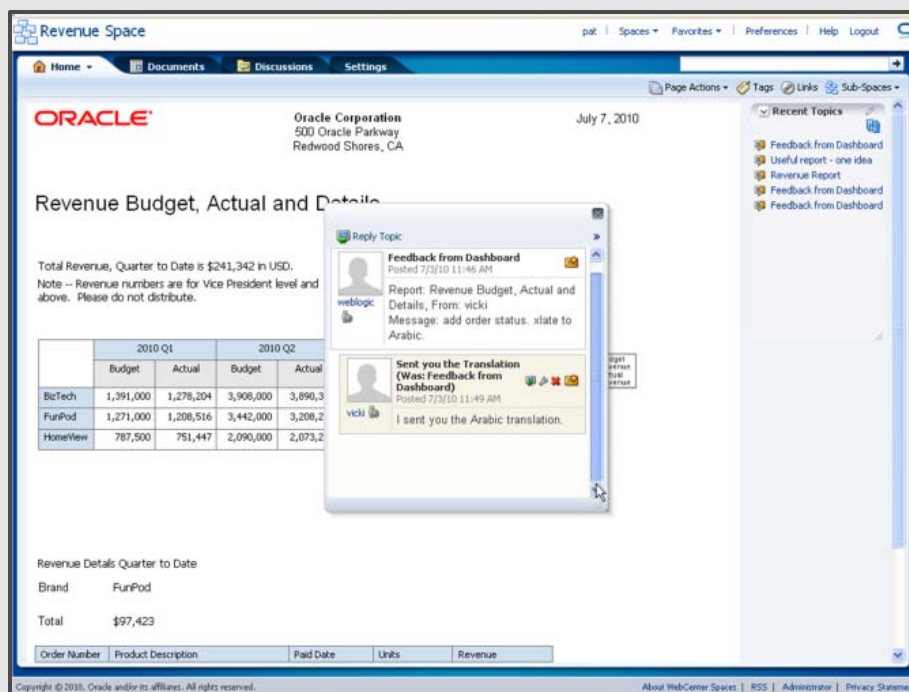 Revenue Space
pat | Spaces | Favorites | Preferences | Help Logout
Home Documents Discussions Settings
Page Actions Tags Links Sub-Spaces
ORACLE
Oracle Corporation
500 Oracle Parkway
Redwood Shores, CA
July 7, 2010
Recent Topics
Feedback from Dashboard
Useful report - one idea
Revenue Report
Feedback from Dashboard
Feedback from Dashboard
Revenue Budget, Actual and Details
Total Revenue, Quarter to Date is $241,342 in USD.
Note -- Revenue numbers are for Vice President level and
above. Please do not distribute.
2010 Q1 2010 Q2
Budget Actual Budget Actual
BizTech 1,391,000 1,278,204 3,908,000 3,890,3
FunPod 1,271,000 1,208,516 3,442,000 3,208,2
HomeView 787,500 751,447 2,090,000 2,073,2
Reply Topic »
Feedback from Dashboard
Posted 7/3/10 11:46 AM
weblogic
Report: Revenue Budget, Actual and
Details, From: vicki
Message: add order status. xlate to
Arabic.
Sent you the Translation
(Was: Feedback from
Dashboard)
Posted 7/3/10 11:49 AM
vicki
I sent you the Arabic translation.
Revenue Details Quarter to Date
Brand FunPod
Total $97,423
Order Number Product Description Paid Date Units Revenue
Copyright © 2010, Oracle and/or its affiliates. All rights reserved.
About WebCenter Spaces | RSS | Administrator | Privacy Stateme